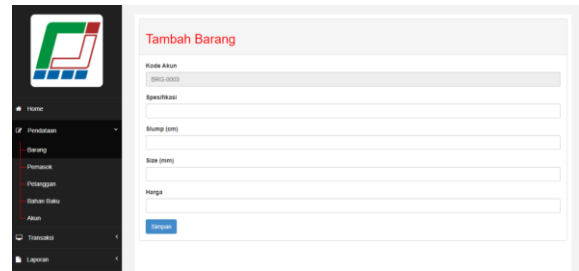 Tambah Barang
Kode Akun
BRG-0003
Spesifikasi
Slump (cm)
Size (mm)
Harga
Simpan
Home
Pendataan
Barang
Pemasok
Pelanggan
Bahan Baku
Akun
Transaksi
Laporan